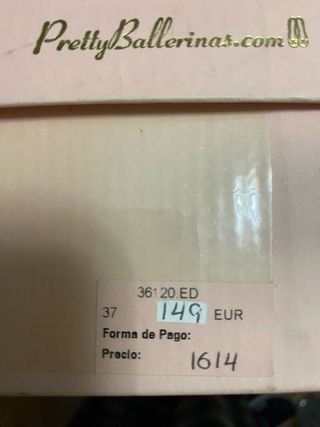 PrettyBallerinas.com
36120.ED
37 149 EUR
Forma de Pago:
Precio: 1614